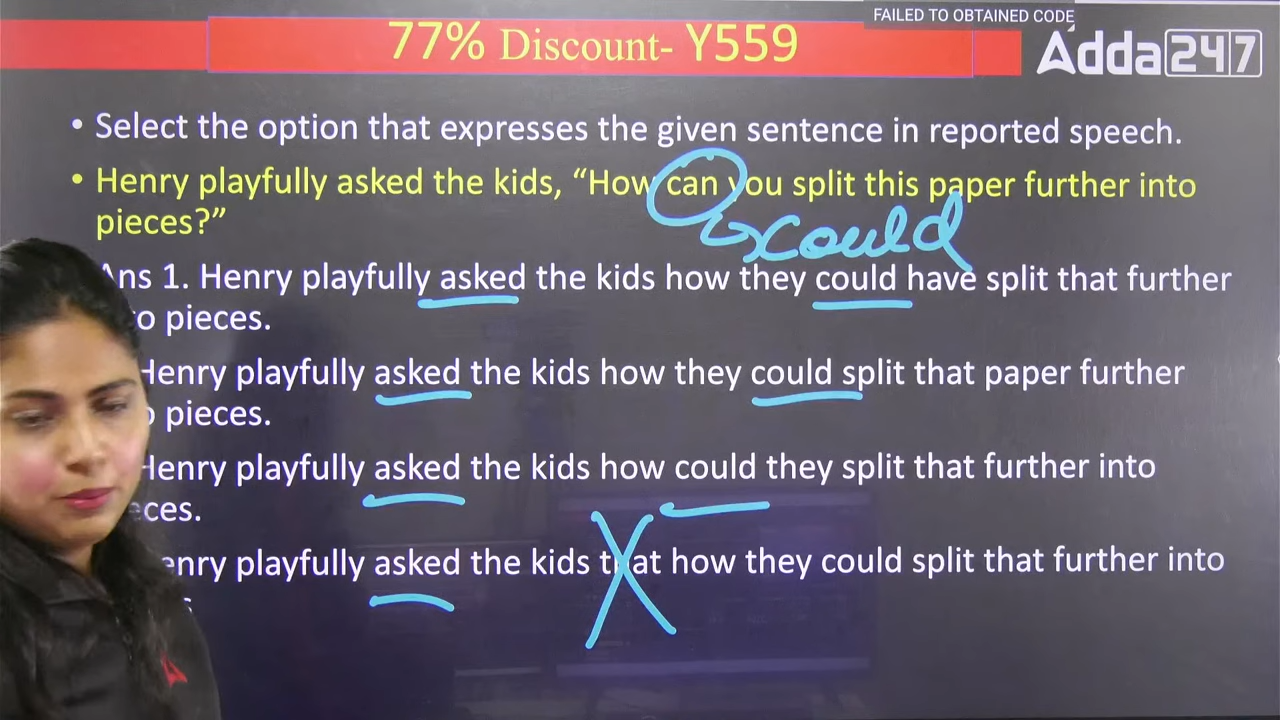 FAILED TO OBTAINED CODE
77% Discount- Y559
Adda247
• Select the option that expresses the given sentence in reported speech.
• Henry playfully asked the kids, “How can you split this paper further into
pieces?”
could
Ans 1. Henry playfully asked the kids how they could have split that further
pieces.
Henry playfully asked the kids how they could split that paper further
pieces.
Henry playfully asked the kids how could they split that further into
Henry playfully asked the kids that how they could split that further into